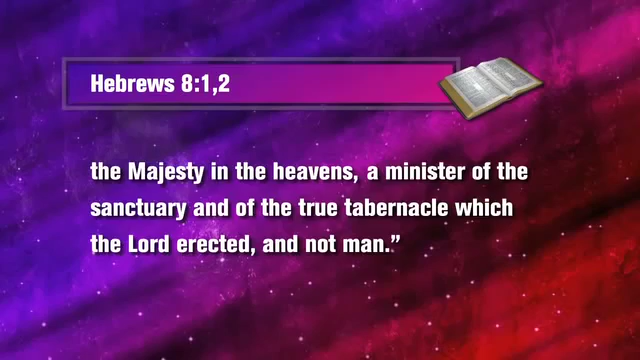 Hebrews 8:1,2
the Majesty in the heavens, a minister of the
sanctuary and of the true tabernacle which
the Lord erected, and not man.”